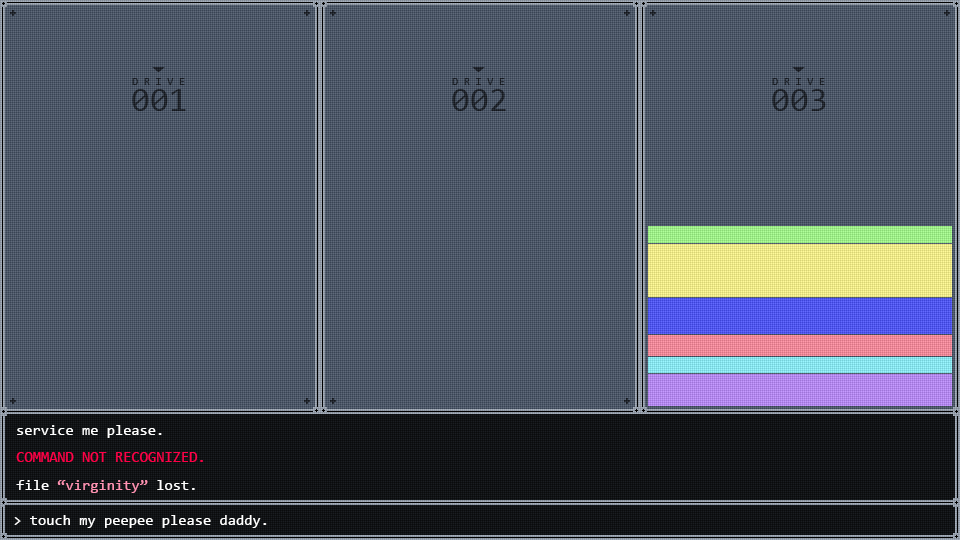 DRIVE
001
DRIVE
002
DRIVE
003
service me please.
COMMAND NOT RECOGNIZED.
file “virginity” lost.
> touch my peepee please daddy.